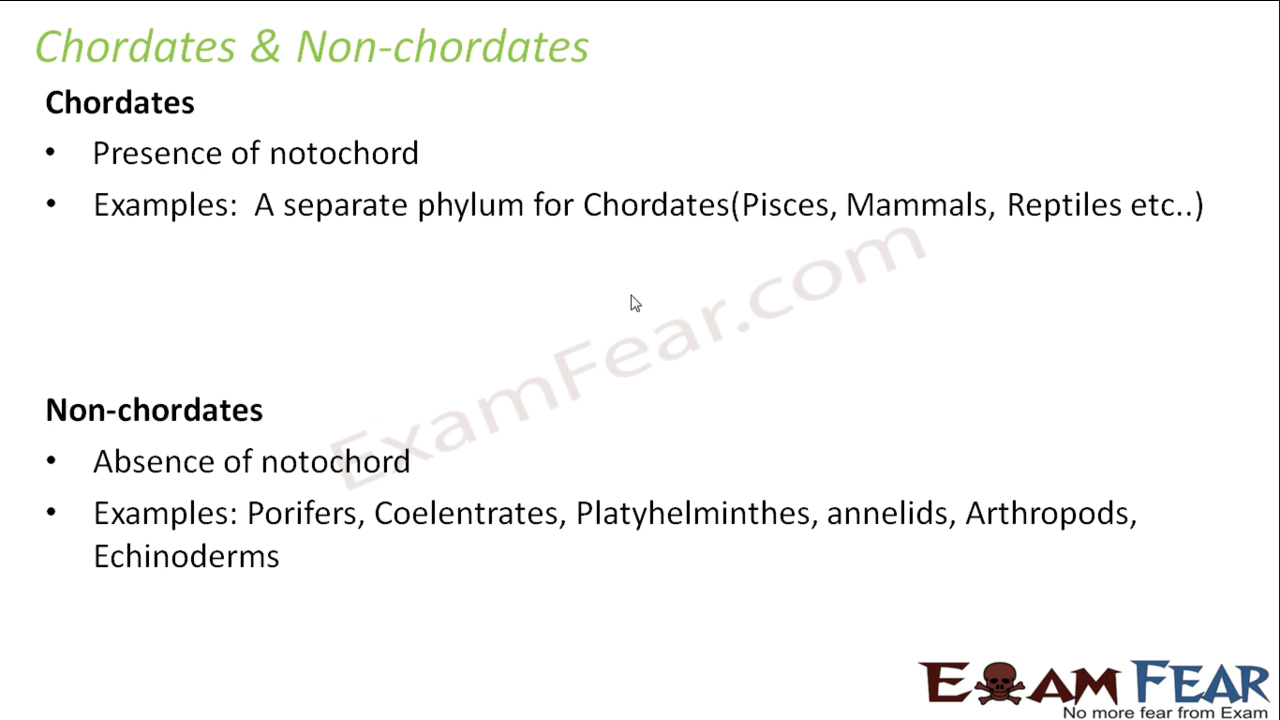 Chordates & Non-chordates
Chordates
• Presence of notochord
• Examples:  A separate phylum for Chordates(Pisces, Mammals, Reptiles etc..)
ExamFear.com
Non-chordates
• Absence of notochord
• Examples: Porifers, Coelentrates, Platyhelminthes, annelids, Arthropods,
Echinoderms
EXAM FEAR
No more fear from Exam